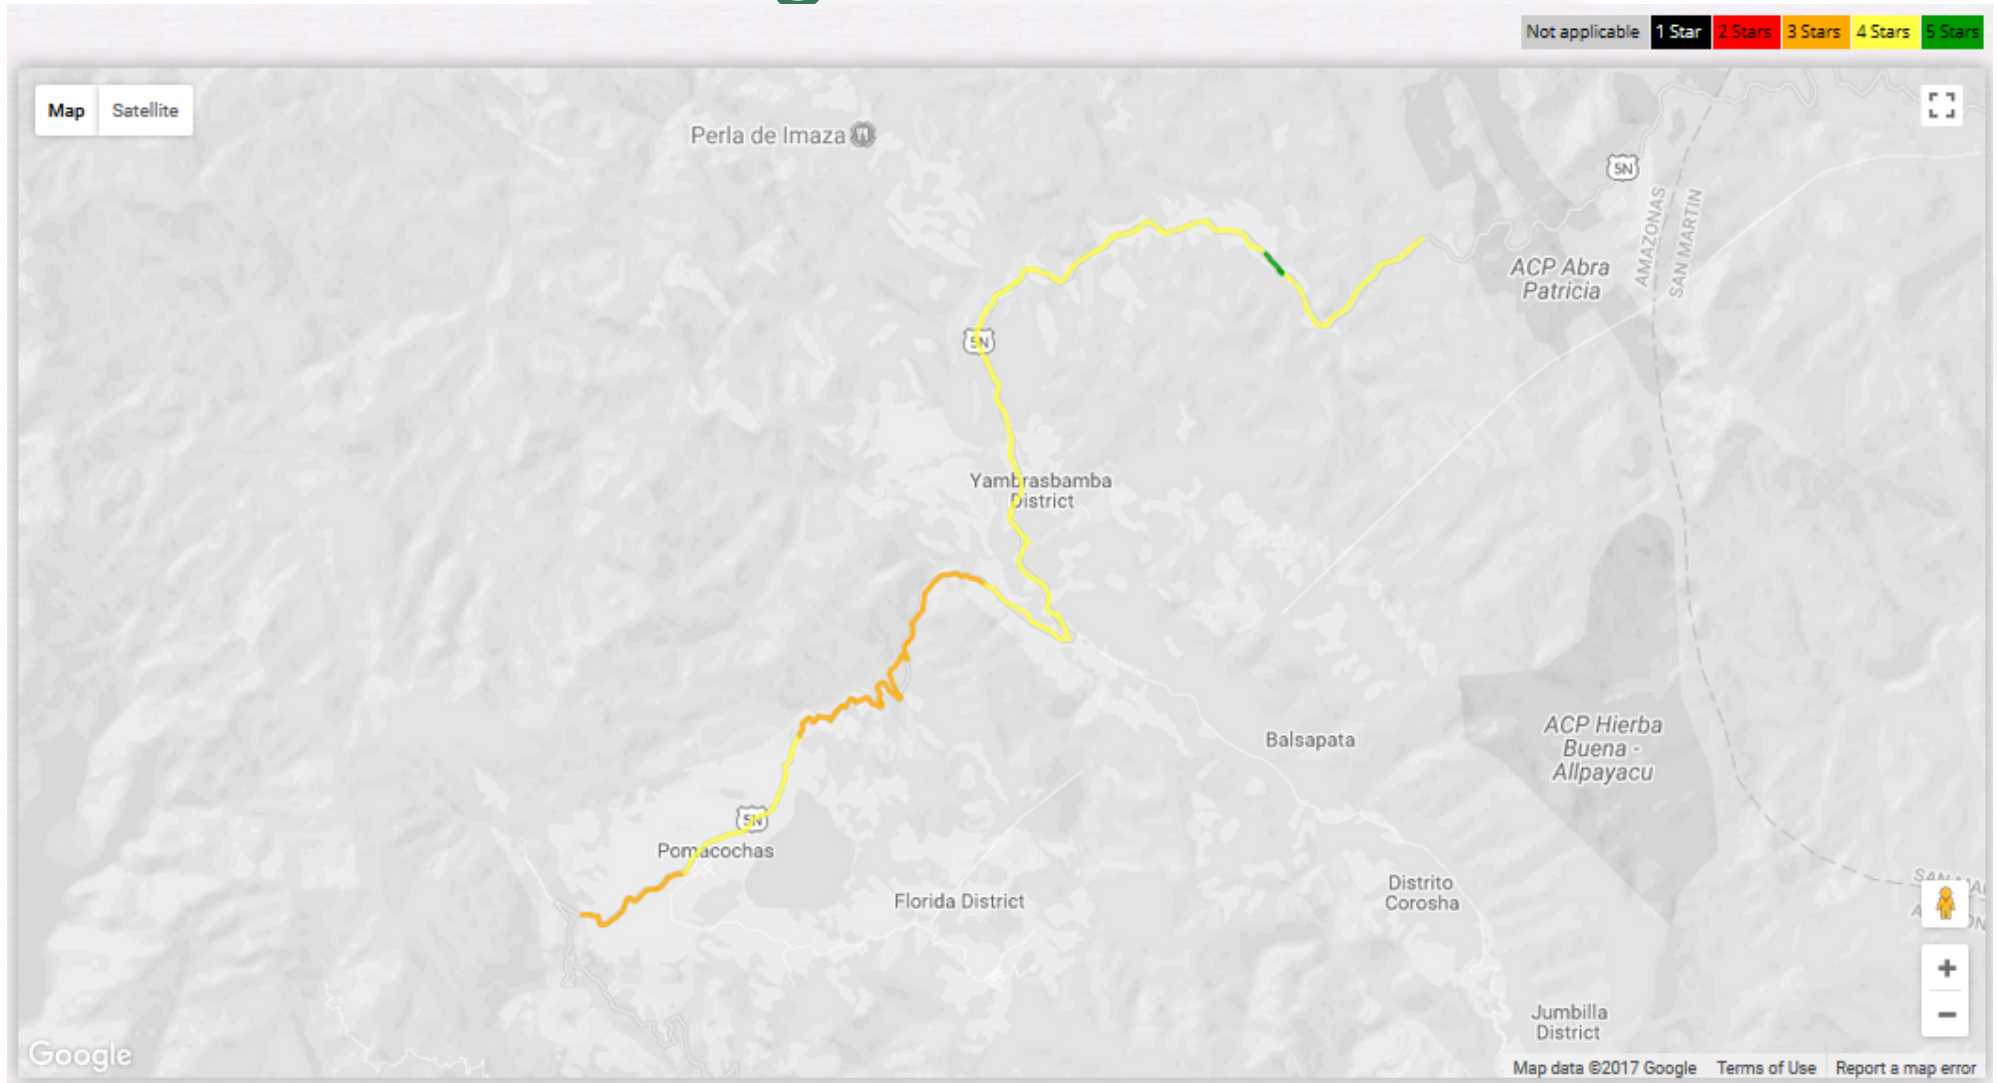 Not applicable 1 Star 2 Stars 3 Stars 4 Stars 5 Stars
Map Satellite
Perla de Imaza
5N
AMAZONAS
SAN MARTIN
ACP Abra
Patricia
5N
Yambrasbamba
District
ACP Hierba
Buena -
Allpayacu
Balsapata
5N
Pomacochas
Distrito
Corosha
Florida District
Jumbilla
District
Google
Map data ©2017 Google Terms of Use Report a map error